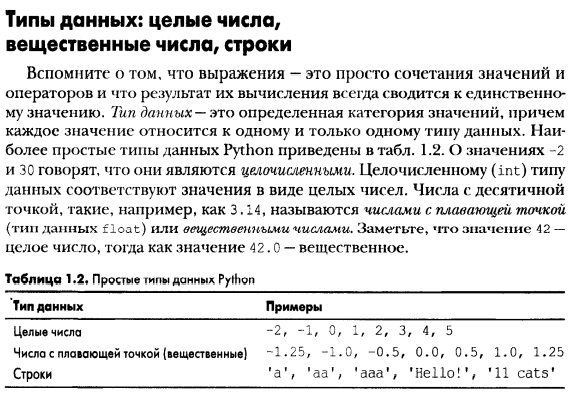 Типы данных: целые числа,
вещественные числа, строки
Вспомните о том, что выражения — это просто сочетания значений и
операторов и что результат их вычисления всегда сводится к единственно-
му значению. Тип данных — это определенная категория значений, причем
каждое значение относится к одному и только одному типу данных. Наи-
более простые типы данных Python приведены в табл. 1.2. О значениях -2
и 30 говорят, что они являются целочисленными. Целочисленному (int) типу
данных соответствуют значения в виде целых чисел. Числа с десятичной
точкой, такие, например, как 3.14, называются числами с плавающей точкой
(тип данных float) или вещественными числами. Заметьте, что значение 42 —
целое число, тогда как значение 42.0 — вещественное.
Таблица 1.2. Простые типы данных Python
Тип данных Примеры
Целые числа -2, -1, 0, 1, 2, 3, 4, 5
Числа с плавающей точкой (вещественные) -1.25, -1.0, -0.5, 0.0, 0.5, 1.0, 1.25
Строки 'a', 'aa', 'aaa', 'Hello!', '11 cats'